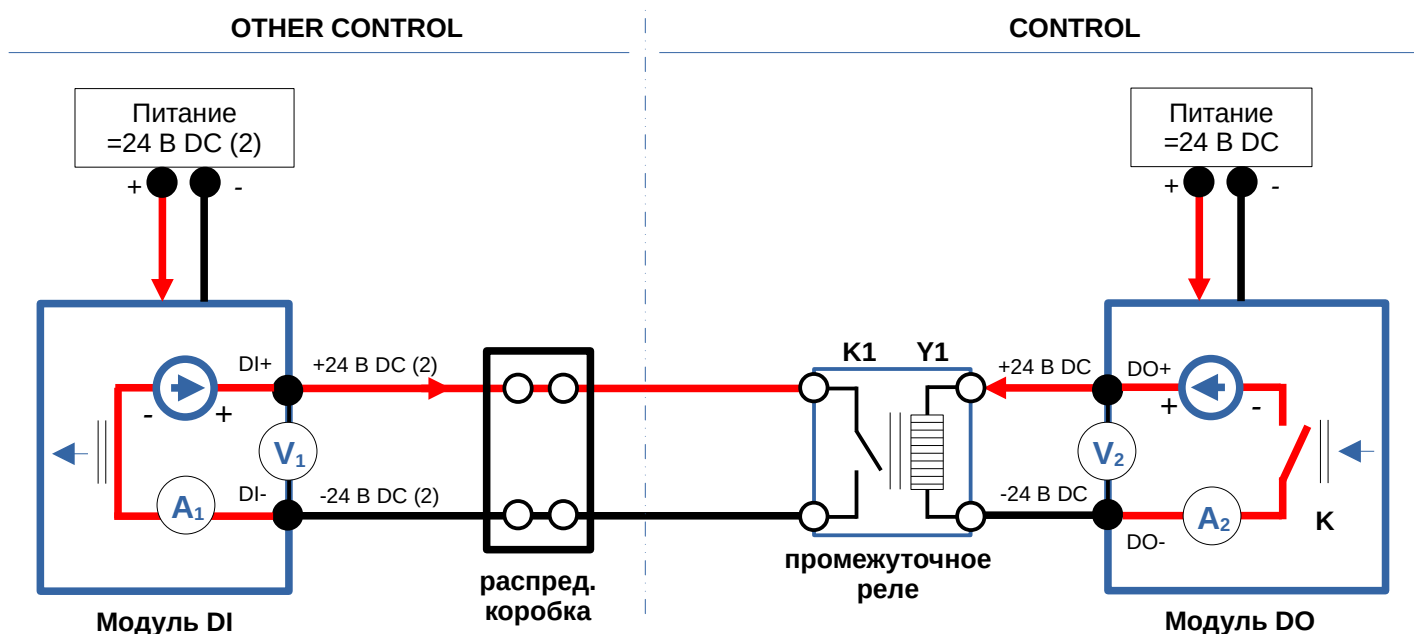 OTHER CONTROL
CONTROL
Питание
=24 В DC (2)
+ -
Питание
=24 В DC
+ -
DI+
+24 В DC (2)
- +
V1
A1
DI-
-24 В DC (2)
K1 Y1
+24 В DC
DO+
+ -
V2
-24 В DC
A2
DO-
K
распред.
коробка
промежуточное
реле
Модуль DI
Модуль DO